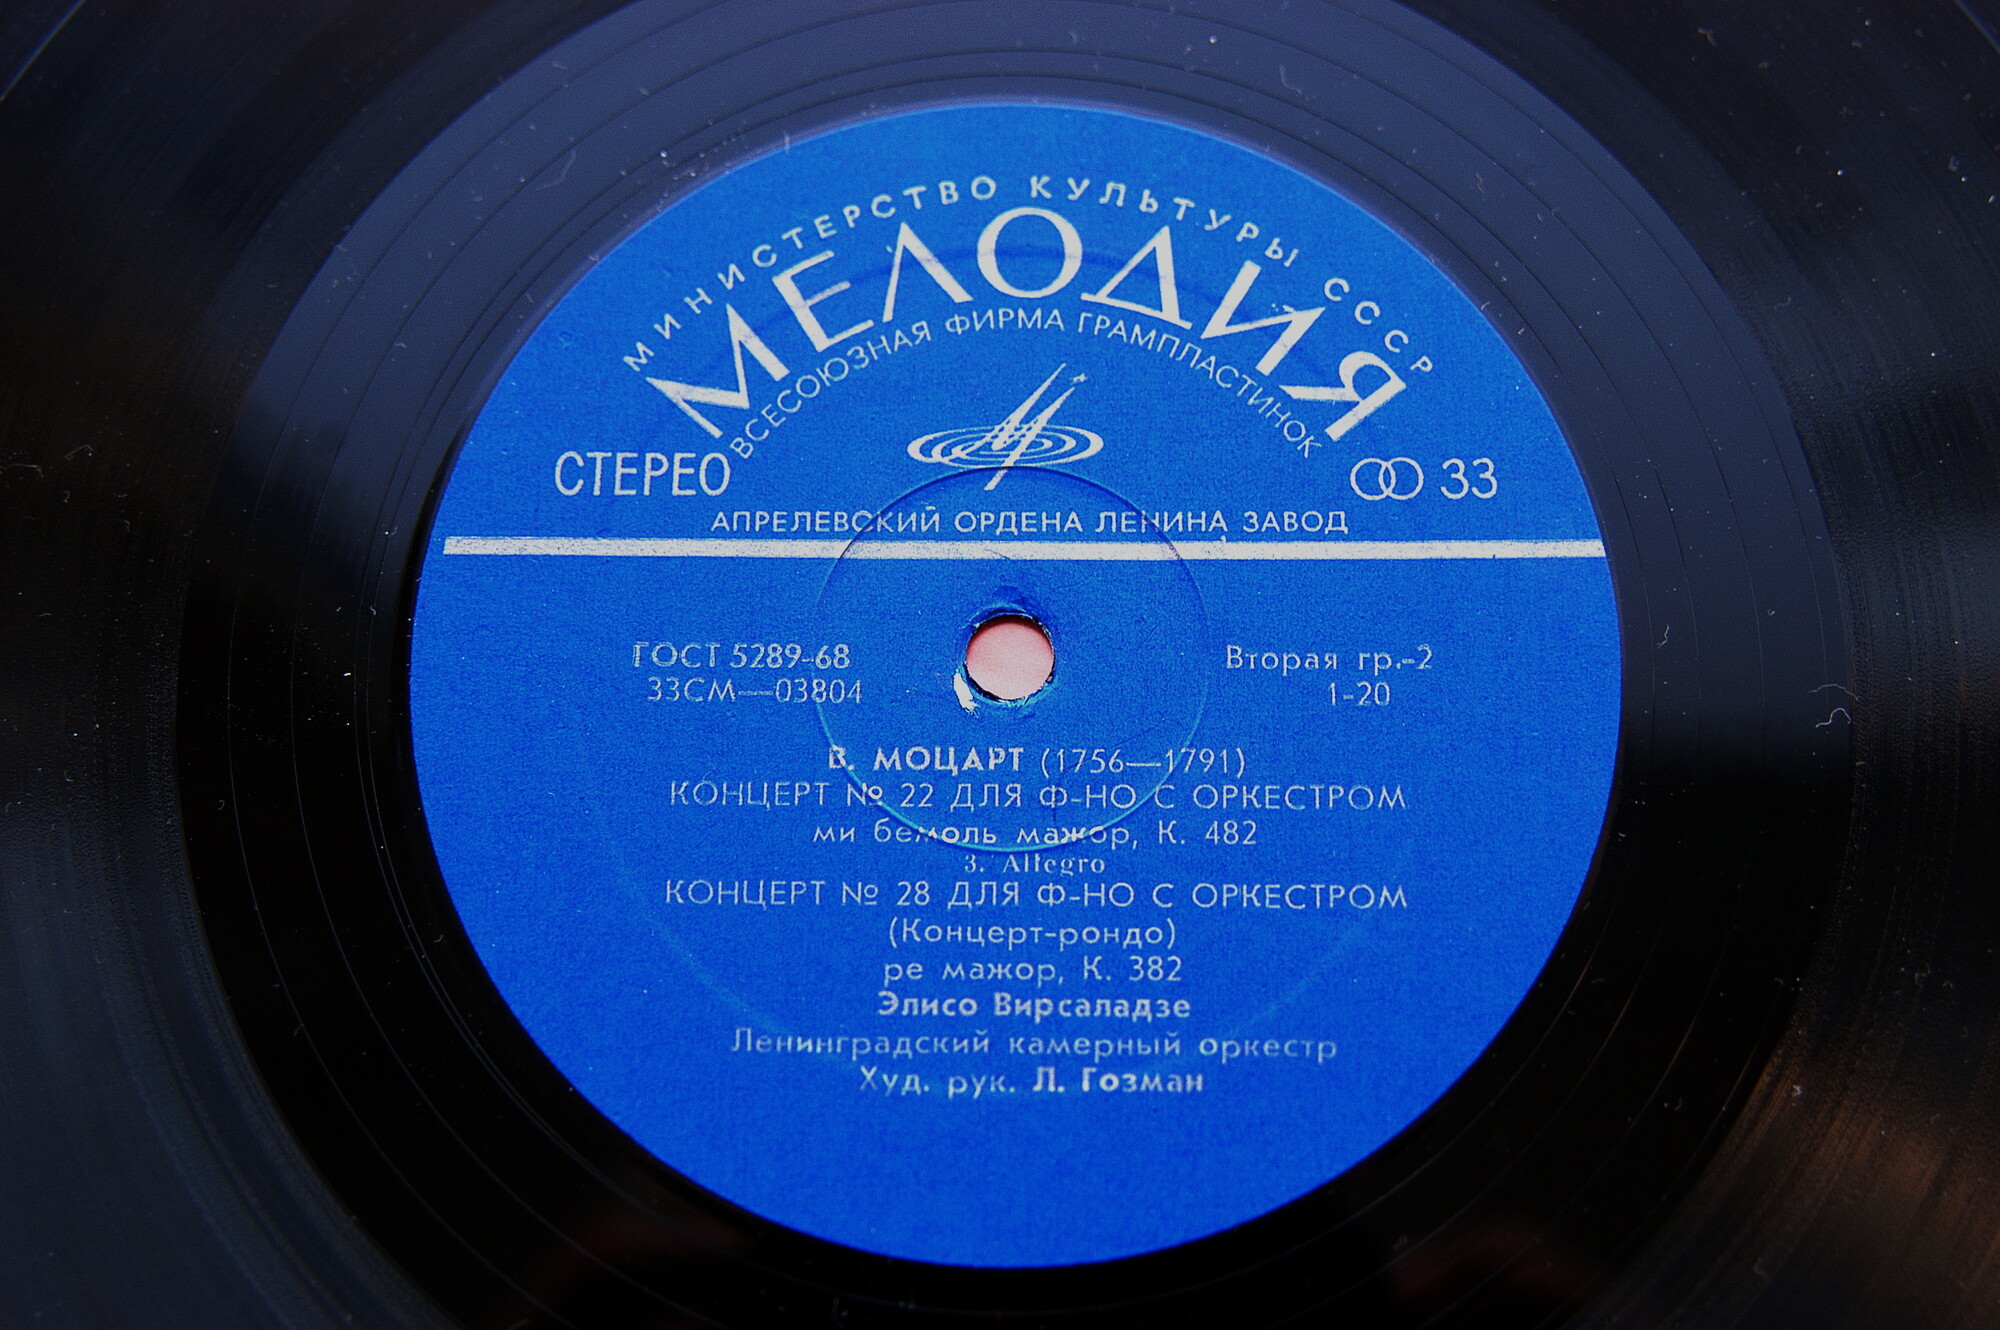 МИНИСТЕРСТВО КУЛЬТУРЫ СССР
МЕЛОДИЯ
ВСЕСОЮЗНАЯ ФИРМА ГРАМПЛАСТИНОК
СТЕРЕО
33
АПРЕЛЕВСКИЙ ОРДЕНА ЛЕНИНА ЗАВОД
ГОСТ 5289-68
Вторая гр.-2
33СМ—03804
1-20
В. МОЦАРТ (1756—1791)
КОНЦЕРТ № 22 ДЛЯ Ф-НО С ОРКЕСТРОМ
ми бемоль мажор, К. 482
3. Allegro
КОНЦЕРТ № 28 ДЛЯ Ф-НО С ОРКЕСТРОМ
(Концерт-рондо)
ре мажор, К. 382
Элисо Вирсаладзе
Ленинградский камерный оркестр
Худ. рук. Л. Гозман